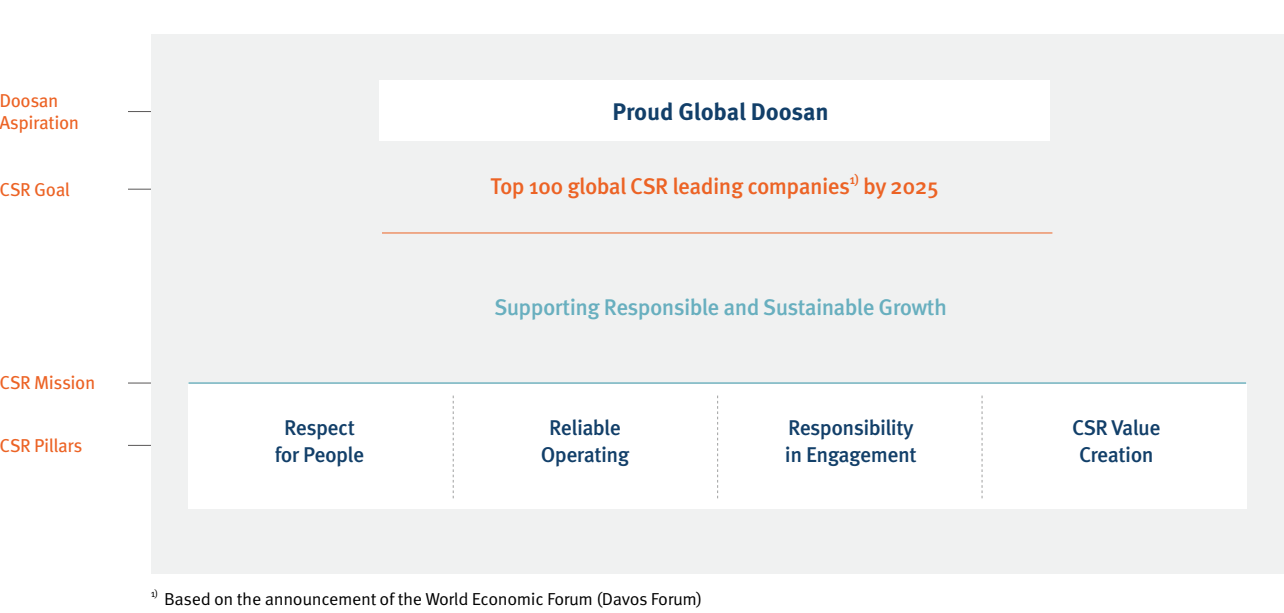 Doosan
Aspiration
Proud Global Doosan
CSR Goal
Top 100 global CSR leading companies¹⁾ by 2025
Supporting Responsible and Sustainable Growth
CSR Mission
CSR Pillars
Respect
for People
Reliable
Operating
Responsibility
in Engagement
CSR Value
Creation
¹⁾ Based on the announcement of the World Economic Forum (Davos Forum)